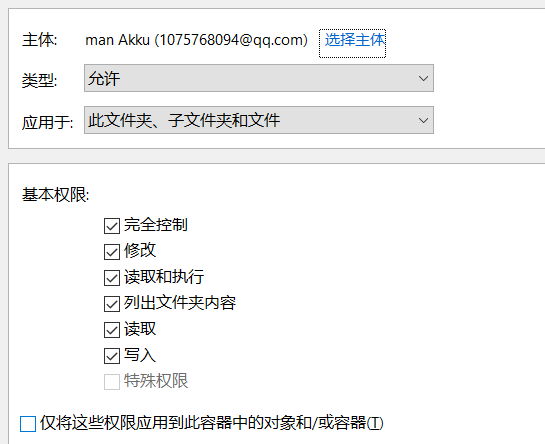 主体: man Akku (1075768094@qq.com) 选择主体
类型: 允许
应用于: 此文件夹、子文件夹和文件
基本权限:
完全控制
修改
读取和执行
列出文件夹内容
读取
写入
特殊权限
仅将这些权限应用到此容器中的对象和/或容器(T)